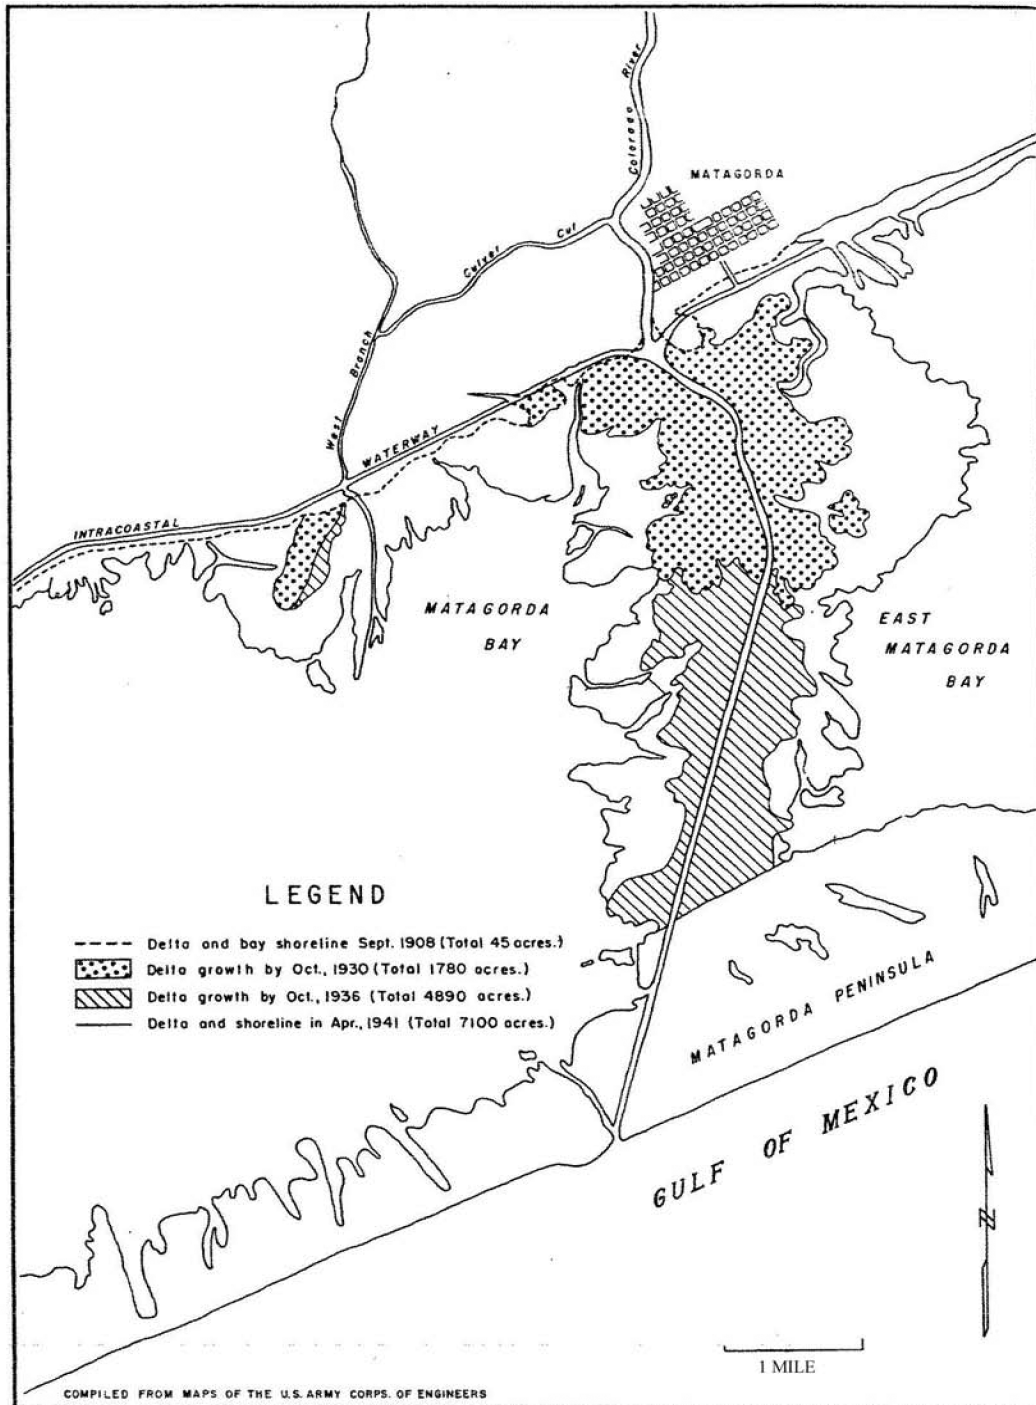 Colorado River
MATAGORDA
Culver Cut
West Branch
INTRACOASTAL WATERWAY
MATAGORDA
BAY
EAST
MATAGORDA
BAY
LEGEND
Delta and bay shoreline Sept. 1908 (Total 45 acres.)
Delta growth by Oct., 1930 (Total 1780 acres.)
Delta growth by Oct., 1936 (Total 4890 acres.)
Delta and shoreline in Apr., 1941 (Total 7100 acres.)
MATAGORDA PENINSULA
GULF OF MEXICO
N
1 MILE
COMPILED FROM MAPS OF THE U.S. ARMY CORPS. OF ENGINEERS